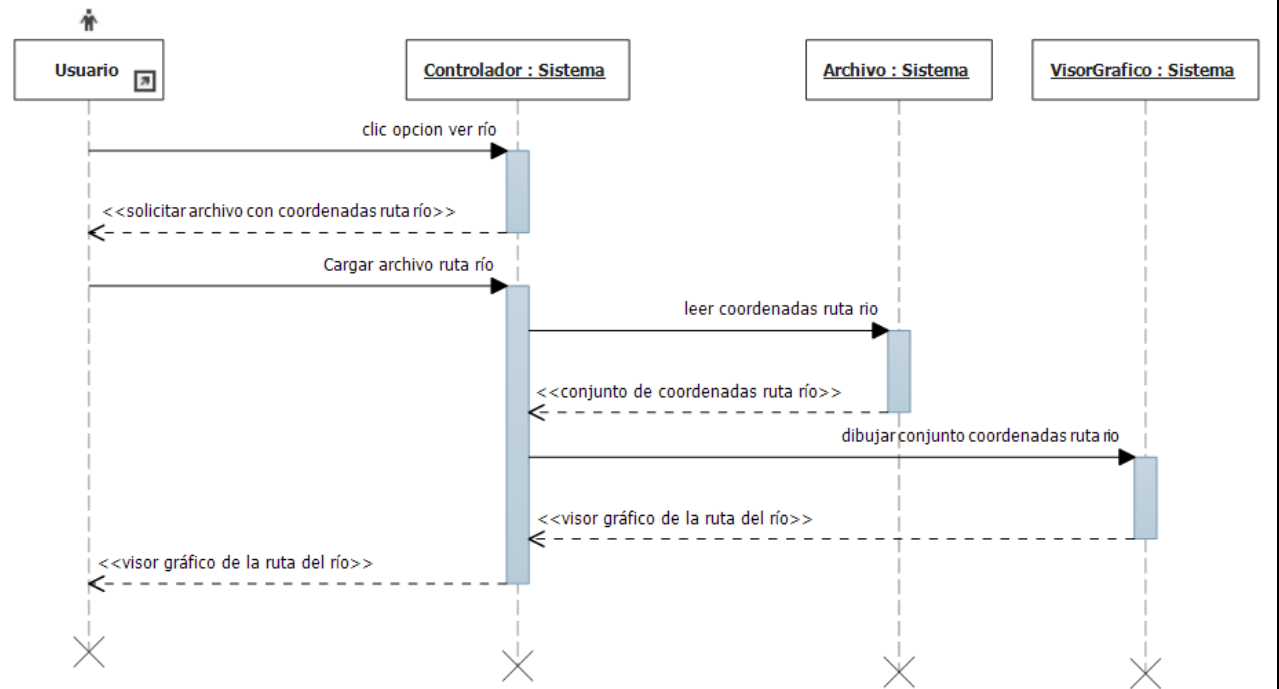 Usuario
Controlador : Sistema
Archivo : Sistema
VisorGrafico : Sistema
clic opcion ver río
<<solicitar archivo con coordenadas ruta río>>
Cargar archivo ruta río
leer coordenadas ruta rio
<<conjunto de coordenadas ruta río>>
dibujar conjunto coordenadas ruta rio
<<visor gráfico de la ruta del río>>
<<visor gráfico de la ruta del río>>